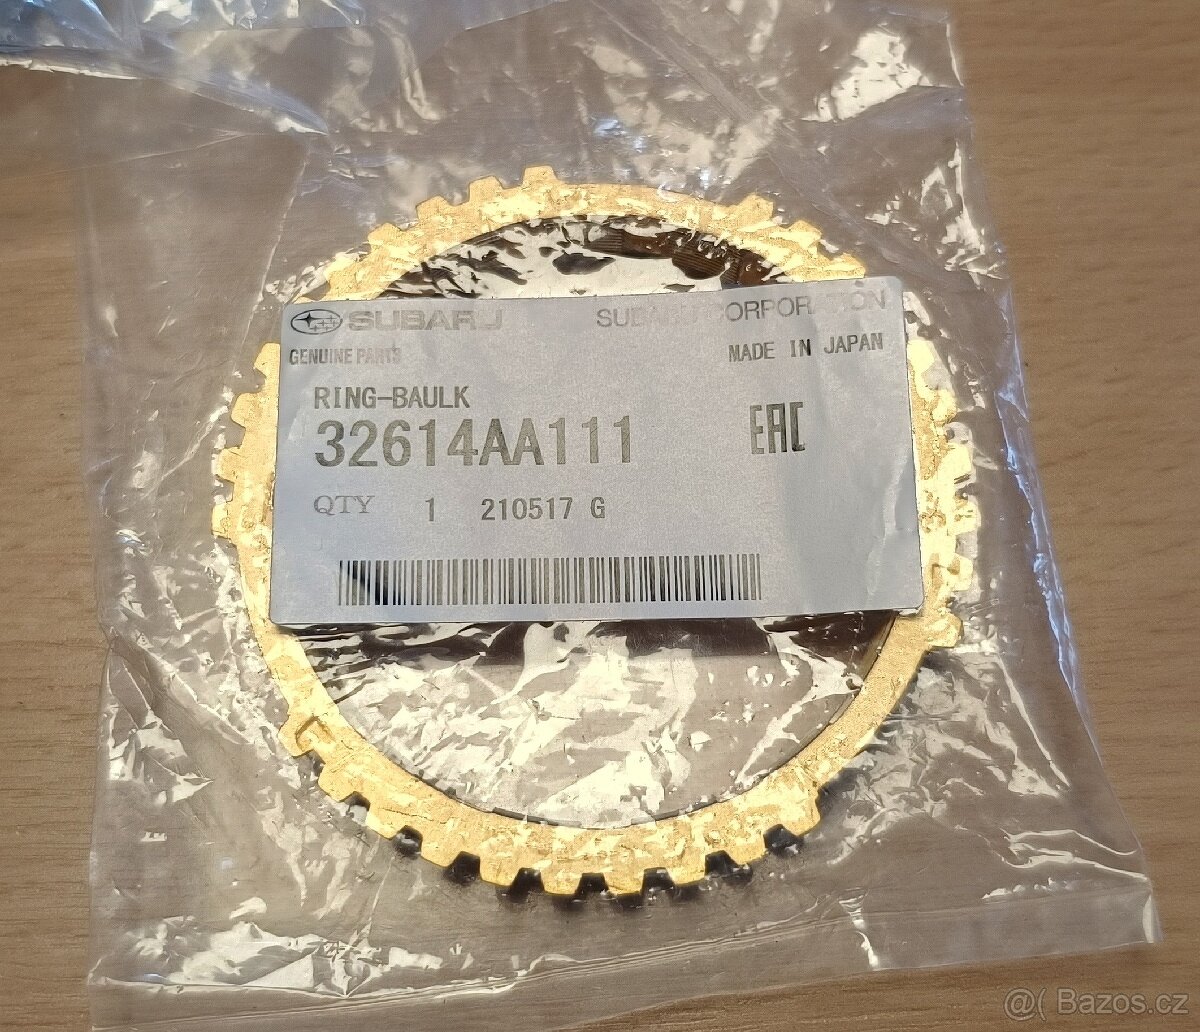 SUBARU SUBARU CORPORATION
GENUINE PARTS MADE IN JAPAN
RING-BAULK
32614AA111 EAC
QTY 1 210517 G
@( Bazos.cz